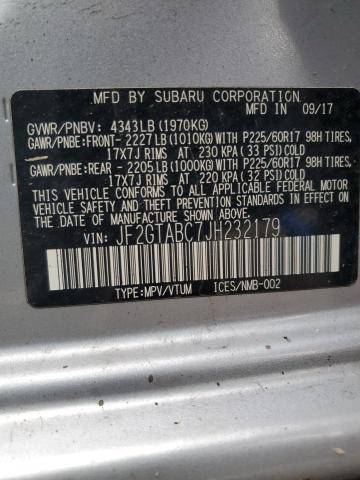 MFD BY SUBARU CORPORATION
MFD IN 09/17
GVWR/PNBV: 4343LB(1970KG)
GAWR/PNBE:FRONT- 2227LB(1010KG)WITH P225/60R17 98H TIRES,
17X7J RIMS AT 230 KPA( 33 PSI)COLD
GAWR/PNBE:REAR - 2205LB(1000KG)WITH P225/60R17 98H TIRES,
17X7J RIMS AT 220 KPA( 32 PSI)COLD
THIS VEHICLE CONFORMS TO ALL APPLICABLE FEDERAL MOTOR
VEHICLE SAFETY AND THEFT PREVENTION STANDARDS IN EFFECT ON
THE DATE OF MANUFACTURE SHOWN ABOVE.
VIN: JF2GTABC7JH232179
TYPE:MPV/VTUM ICES/NMB-002